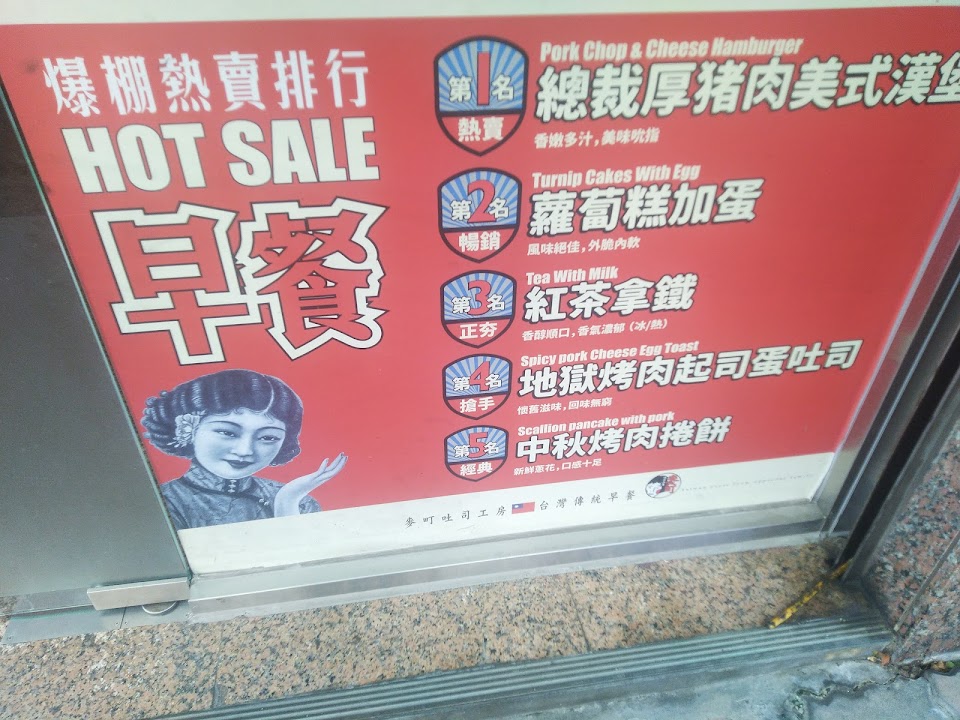 爆棚熱賣排行
HOT SALE
早餐
第1名
熱賣
Pork Chop & Cheese Hamburger
總裁厚豬肉美式漢堡
香嫩多汁,美味吮指
第2名
暢銷
Turnip Cakes With Egg
蘿蔔糕加蛋
風味絕佳,外脆內軟
第3名
正夯
Tea With Milk
紅茶拿鐵
香醇順口,香氣濃郁(冰/熱)
第4名
搶手
Spicy pork Cheese Egg Toast
地獄烤肉起司蛋吐司
懷舊滋味,回味無窮
第5名
經典
Scallion pancake with pork
中秋烤肉捲餅
新鮮蔥花,口感十足
麥町吐司工房 台灣傳統早餐